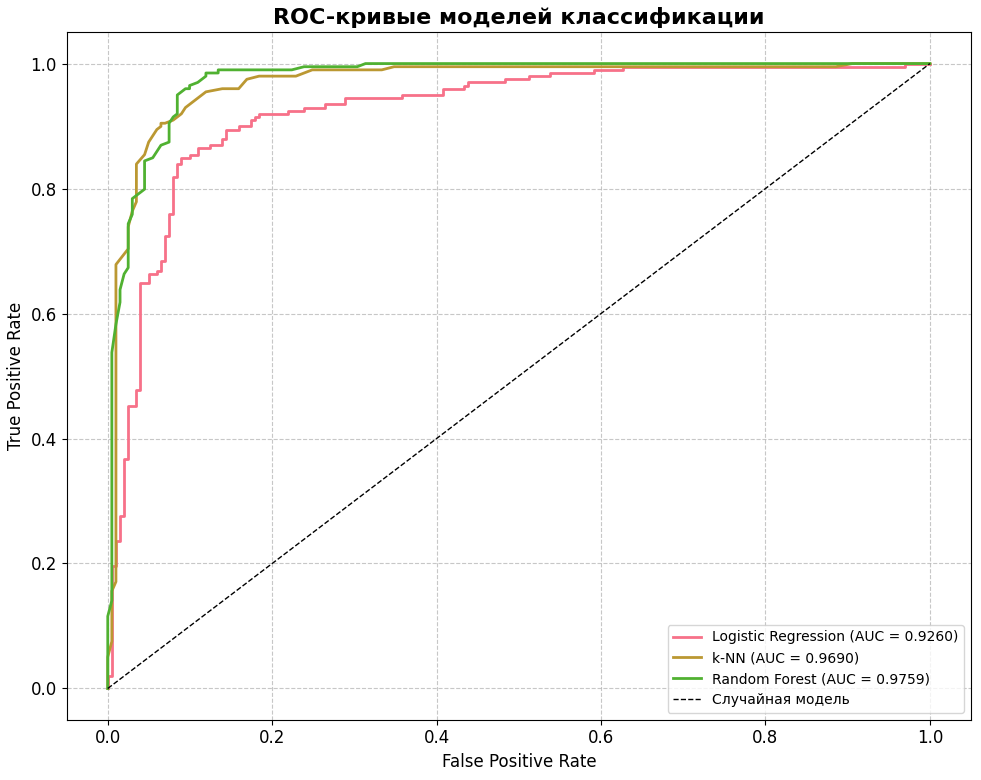 ROC-кривые моделей классификации
True Positive Rate
1.0
0.8
0.6
0.4
0.2
0.0
0.0 0.2 0.4 0.6 0.8 1.0
False Positive Rate
Logistic Regression (AUC = 0.9260)
k-NN (AUC = 0.9690)
Random Forest (AUC = 0.9759)
Случайная модель